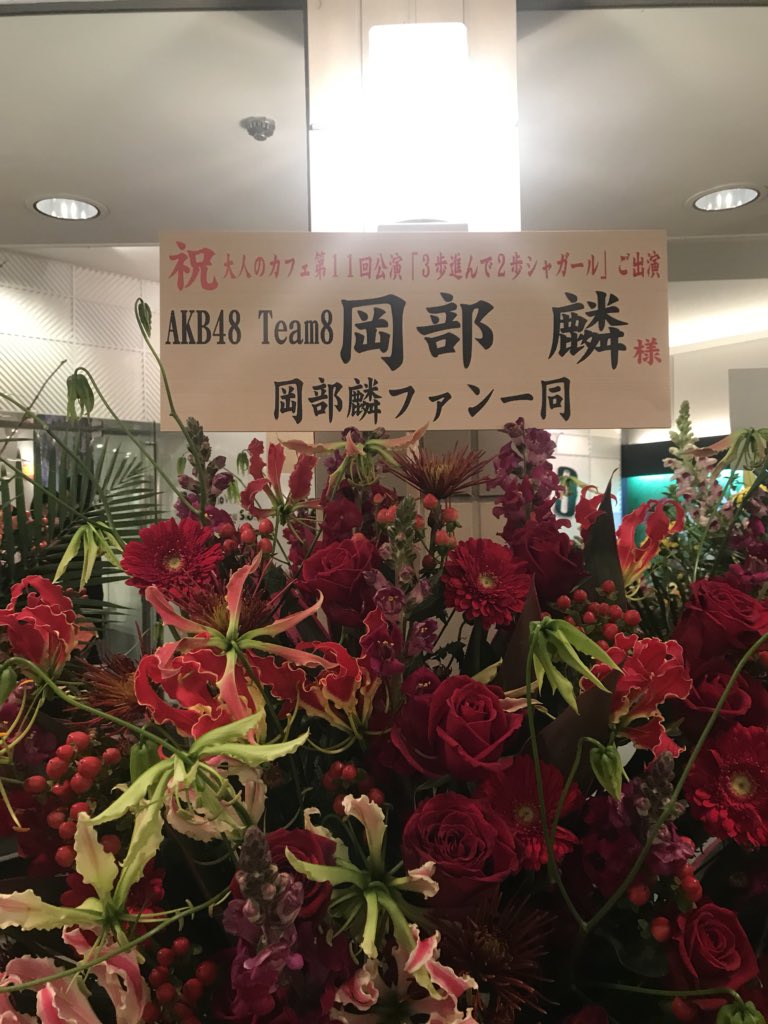 祝 大人のカフェ第11回公演「3歩進んで2歩シャガール」ご出演
AKB48 Team8 岡部 麟 様
岡部麟ファン一同